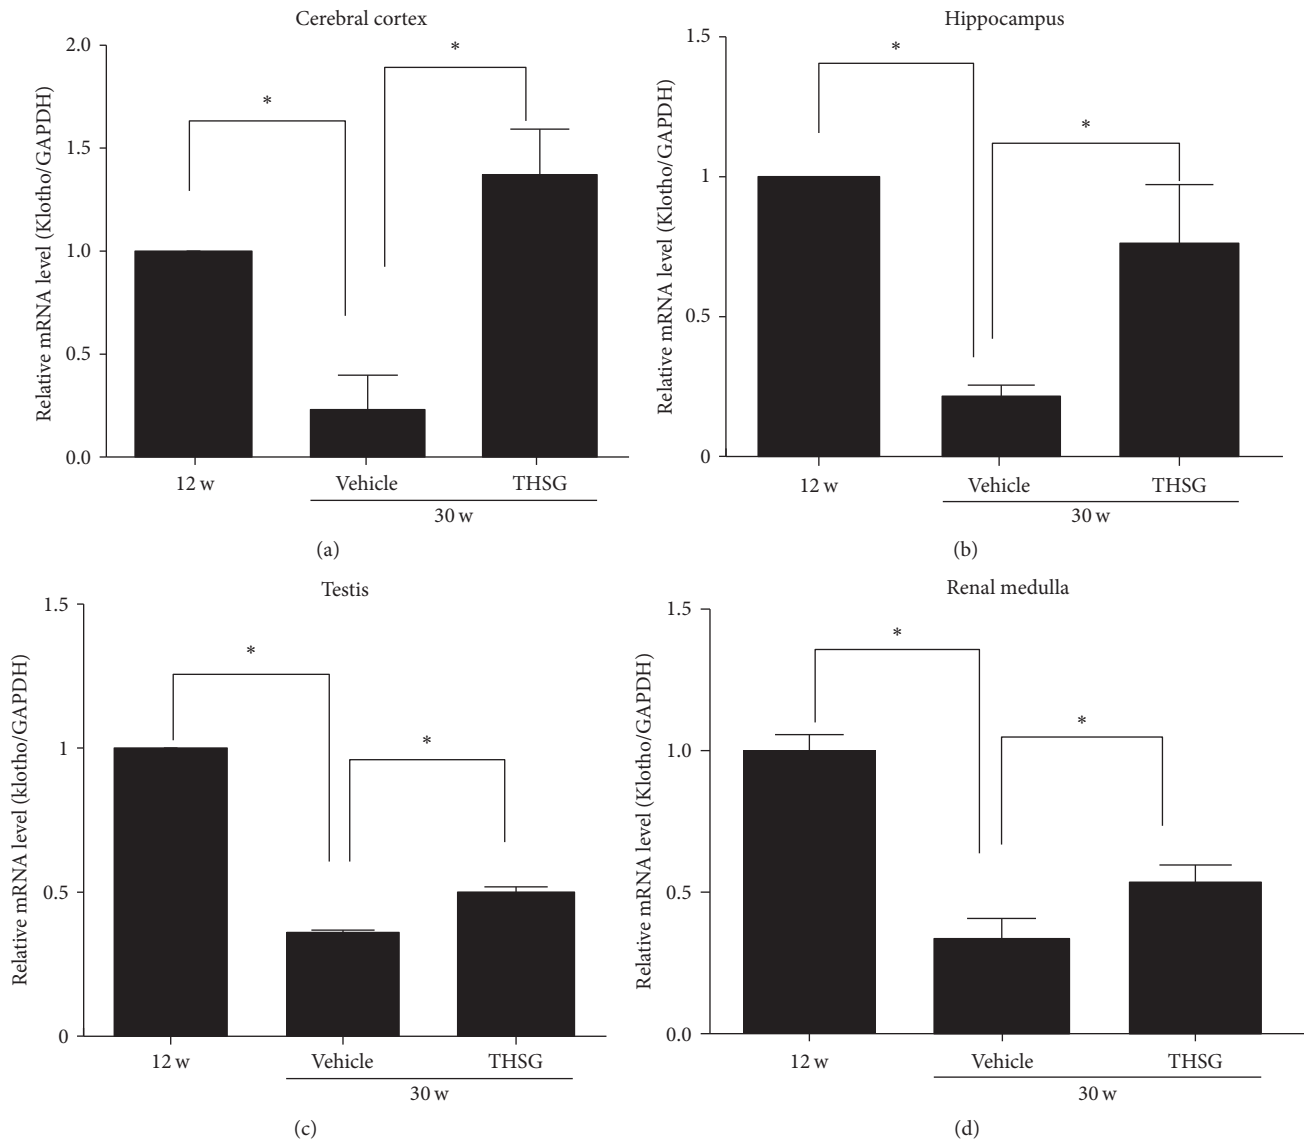 Cerebral cortex
Relative mRNA level (Klotho/GAPDH)
2.0
1.5
1.0
0.5
0.0
*
*
12 w
Vehicle
THSG
30 w
(a)
Hippocampus
Relative mRNA level (Klotho/GAPDH)
1.5
1
0.5
0
*
*
12 w
Vehicle
THSG
30 w
(b)
Testis
Relative mRNA level (klotho/GAPDH)
1.5
1
0.5
0
*
*
12 w
Vehicle
THSG
30 w
(c)
Renal medulla
Relative mRNA level (Klotho/GAPDH)
1.5
1.0
0.5
0.0
*
*
12 w
Vehicle
THSG
30 w
(d)